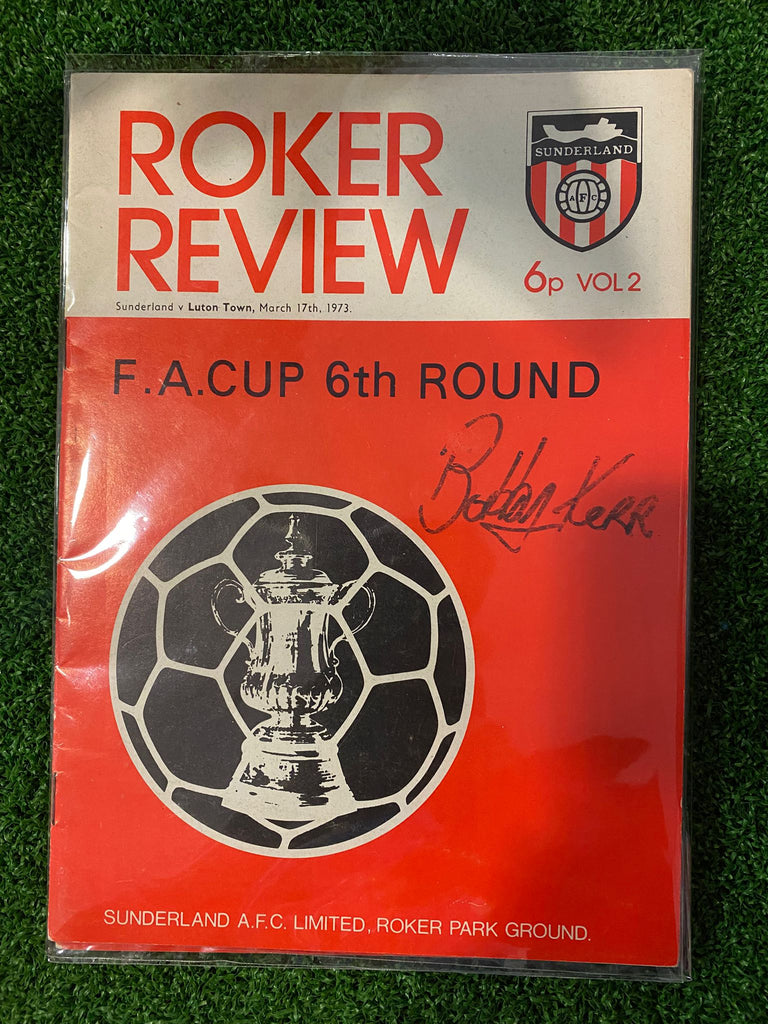 ROKER
REVIEW
SUNDERLAND
AFC
6p VOL 2
Sunderland v Luton Town, March 17th, 1973.
F.A.CUP 6th ROUND
Bobby Kerr
SUNDERLAND A.F.C. LIMITED, ROKER PARK GROUND.